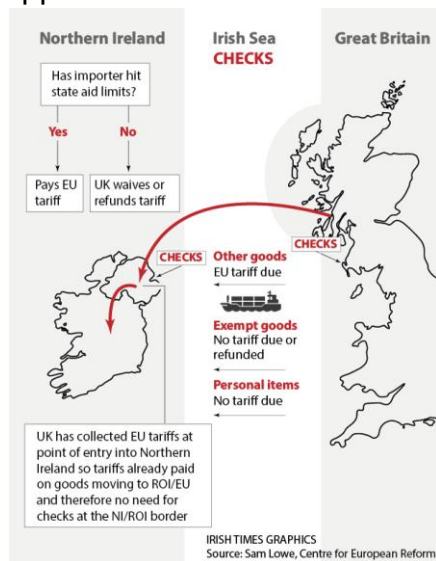 Northern Ireland
Irish Sea
CHECKS
Great Britain
Has importer hit
state aid limits?
Yes
No
Pays EU
tariff
UK waives or
refunds tariff
CHECKS
CHECKS
Other goods
EU tariff due
Exempt goods
No tariff due or
refunded
Personal items
No tariff due
UK has collected EU tariffs at
point of entry into Northern
Ireland so tariffs already paid
on goods moving to ROI/EU
and therefore no need for
checks at the NI/ROI border
IRISH TIMES GRAPHICS
Source: Sam Lowe, Centre for European Reform